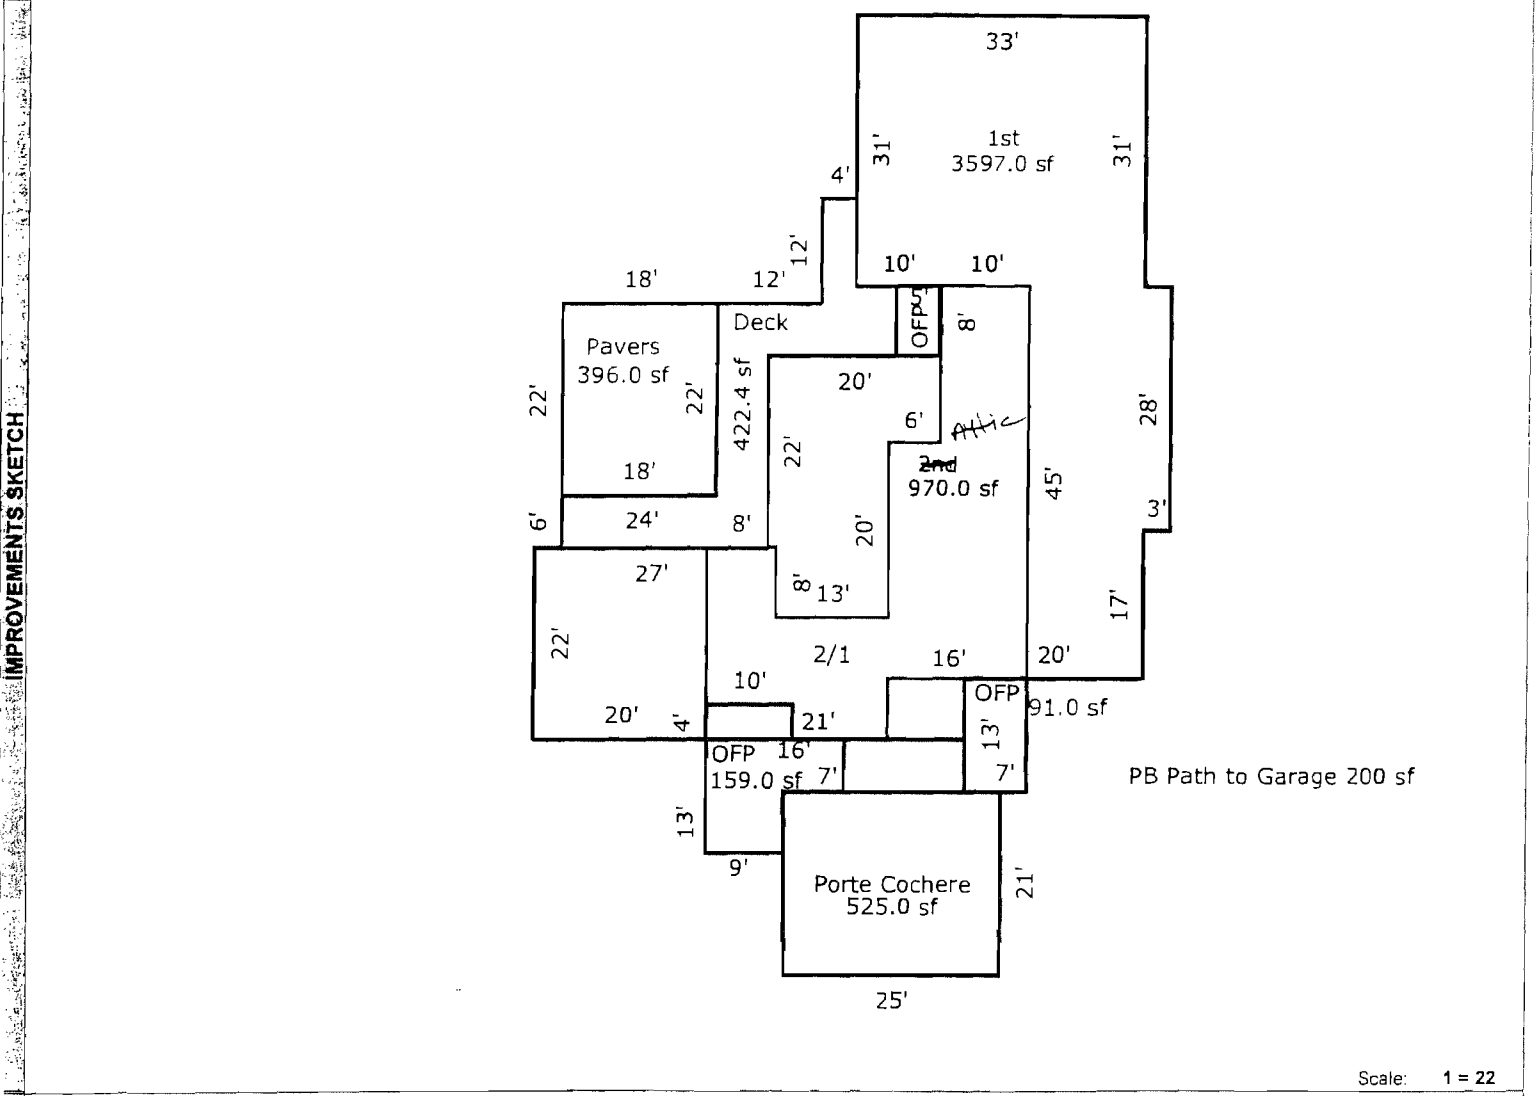 IMPROVEMENTS SKETCH
33'
31'
1st
3597.0 sf
31'
4'
12'
10'
10'
18'
12'
5'
OFP
8'
Deck
Pavers
396.0 sf
22'
22'
422.4 sf
20'
22'
6'
Attic
2nd
970.0 sf
28'
45'
3'
18'
6'
24'
8'
20'
27'
8'
13'
17'
22'
2/1
16'
20'
10'
OFP
91.0 sf
20'
4'
21'
13'
OFP
16'
159.0 sf
7'
7'
PB Path to Garage 200 sf
13'
9'
Porte Cochere
525.0 sf
21'
25'
Scale: 1 = 22